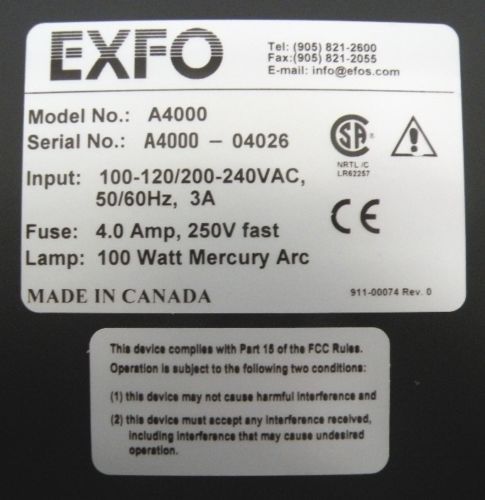 EXFO
Tel: (905) 821-2600
Fax:(905) 821-2055
E-mail: info@efos.com
Model No.: A4000
Serial No.: A4000 – 04026
SA
®
NRTL /C
LR62257
Input: 100-120/200-240VAC,
50/60Hz, 3A
CE
Fuse: 4.0 Amp, 250V fast
Lamp: 100 Watt Mercury Arc
MADE IN CANADA
911-00074 Rev. 0
This device complies with Part 15 of the FCC Rules.
Operation is subject to the following two conditions:
(1) this device may not cause harmful interference and
(2) this device must accept any interference received,
including interference that may cause undesired
operation.